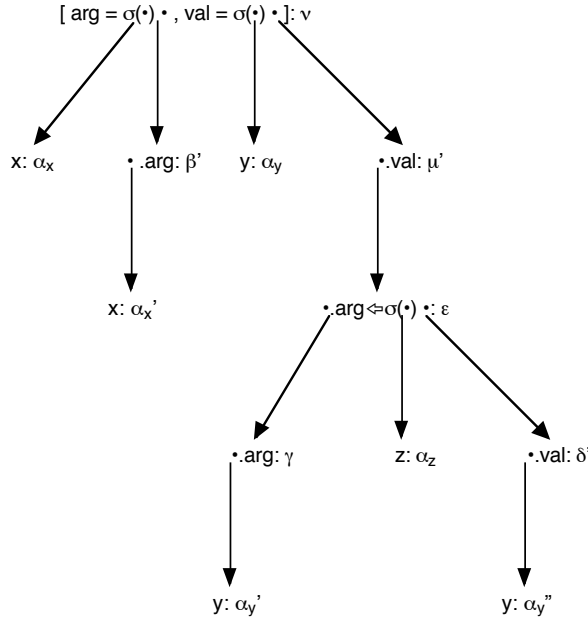 [ arg = σ(•) • , val = σ(•) • ]: ν
x: αx
• .arg: β’
y: αy
•.val: μ’
x: αx’
•.arg⇐σ(•) •: ε
•.arg: γ
z: αz
•.val: δ’
y: αy’
y: αy”